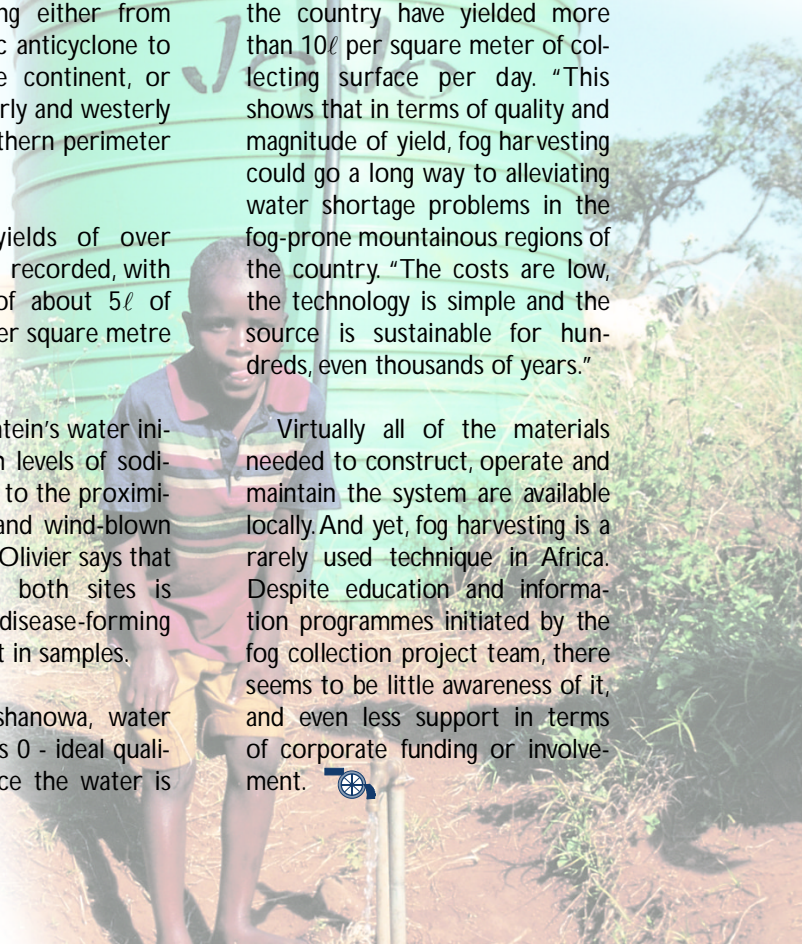 ng either from
c anticyclone to
e continent, or
rly and westerly
thern perimeter
yields of over
recorded, with
of about 5ℓ of
er square metre
tein's water ini-
levels of sodi-
to the proximi-
and wind-blown
Olivier says that
both sites is
disease-forming
t in samples.
shanowa, water
s 0 - ideal quali-
ce the water is
the country have yielded more
than 10ℓ per square meter of col-
lecting surface per day. “This
shows that in terms of quality and
magnitude of yield, fog harvesting
could go a long way to alleviating
water shortage problems in the
fog-prone mountainous regions of
the country. “The costs are low,
the technology is simple and the
source is sustainable for hun-
dreds, even thousands of years.”
Virtually all of the materials
needed to construct, operate and
maintain the system are available
locally. And yet, fog harvesting is a
rarely used technique in Africa.
Despite education and informa-
tion programmes initiated by the
fog collection project team, there
seems to be little awareness of it,
and even less support in terms
of corporate funding or involve-
ment.